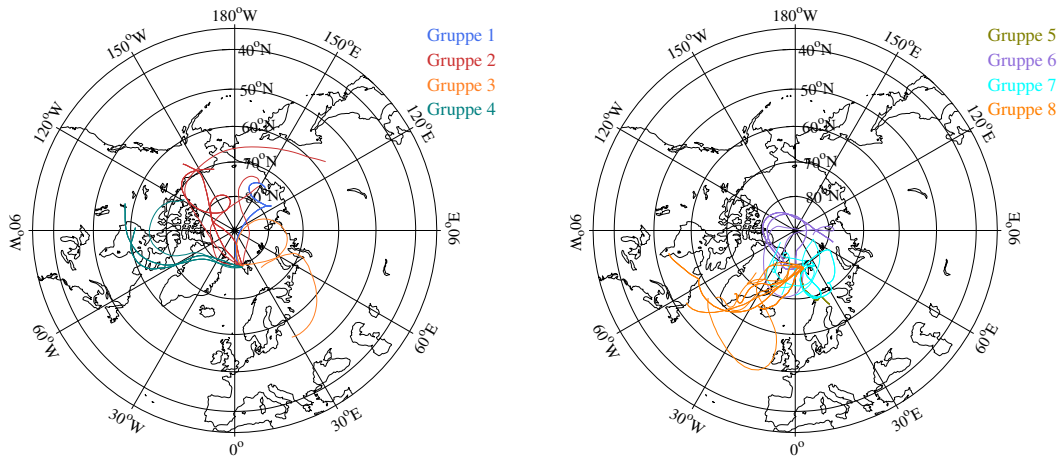 180°W
150°W
150°E
120°W
120°E
90°W
90°E
60°W
60°E
30°W
30°E
0°
40°N
50°N
60°N
70°N
80°N
Gruppe 1
Gruppe 2
Gruppe 3
Gruppe 4
180°W
150°W
150°E
120°W
120°E
90°W
90°E
60°W
60°E
30°W
30°E
0°
40°N
50°N
60°N
70°N
80°N
Gruppe 5
Gruppe 6
Gruppe 7
Gruppe 8